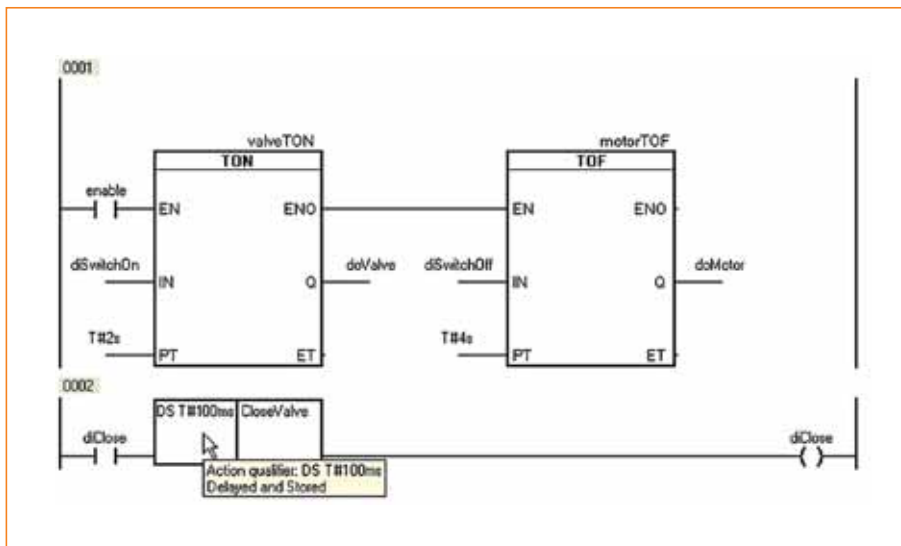 0001
valveTON
motorTOF
TON
TOF
enable
EN
ENO
EN
ENO
diSwitchOn
IN
Q
doValve
diSwitchOff
IN
Q
doMotor
T#2s
PT
ET
T#4s
PT
ET
0002
DS T#100ms
CloseValve
diClose
diClose
Action qualifier: DS T#100ms
Delayed and Stored